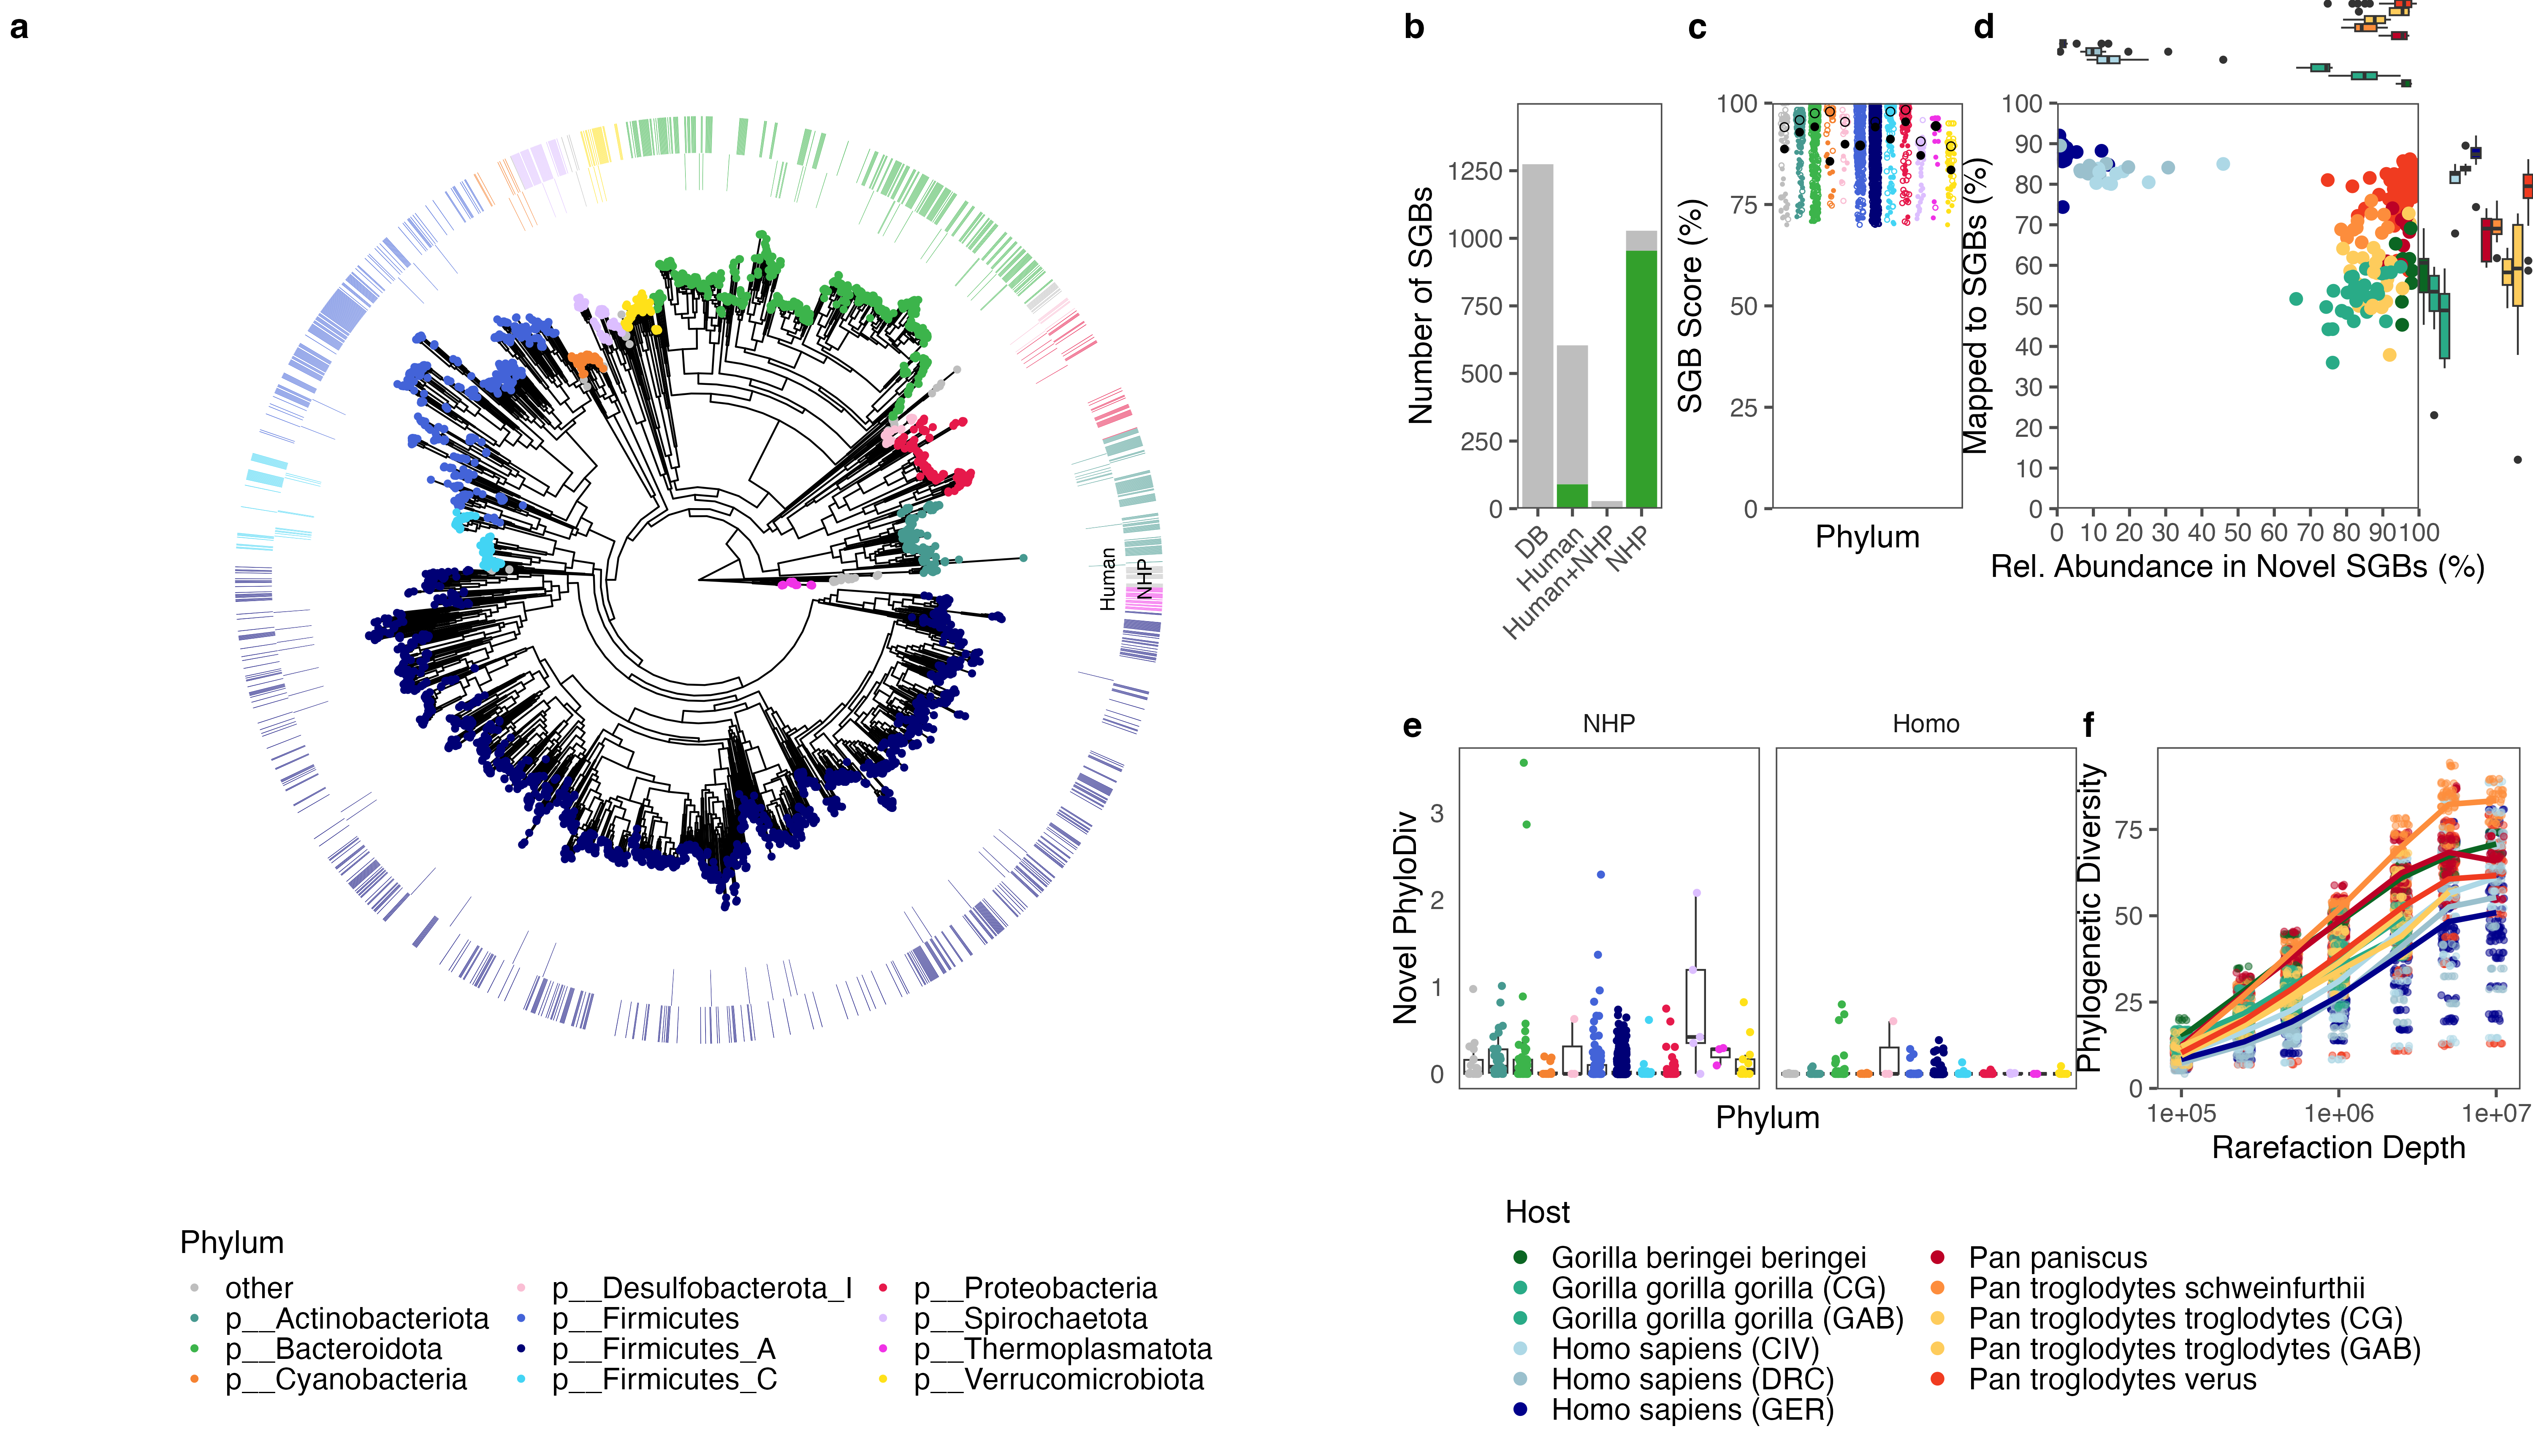 a
Human
NHP
Phylum
other
p__Actinobacteriota
p__Bacteroidota
p__Cyanobacteria
p__Desulfobacterota_I
p__Firmicutes
p__Firmicutes_A
p__Firmicutes_C
p__Proteobacteria
p__Spirochaetota
p__Thermoplasmatota
p__Verrucomicrobiota
b
Number of SGBs
1250
1000
750
500
250
0
DB
Human
Human+NHP
NHP
c
SGB Score (%)
100
75
50
25
0
Phylum
d
Mapped to SGBs (%)
100
90
80
70
60
50
40
30
20
10
0
0 10 20 30 40 50 60 70 80 90 100
Rel. Abundance in Novel SGBs (%)
e
NHP
Homo
Novel PhyloDiv
3
2
1
0
Phylum
f
Phylogenetic Diversity
75
50
25
0
1e+05 1e+06 1e+07
Rarefaction Depth
Host
Gorilla beringei beringei
Gorilla gorilla gorilla (CG)
Gorilla gorilla gorilla (GAB)
Homo sapiens (CIV)
Homo sapiens (DRC)
Homo sapiens (GER)
Pan paniscus
Pan troglodytes schweinfurthii
Pan troglodytes troglodytes (CG)
Pan troglodytes troglodytes (GAB)
Pan troglodytes verus